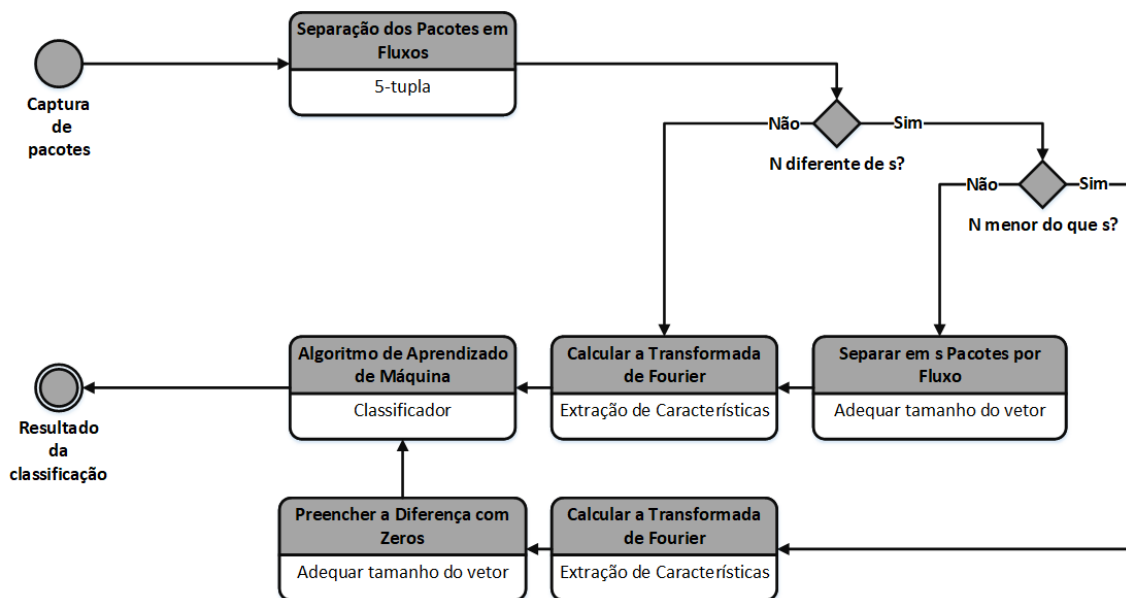 Separação dos Pacotes em
Fluxos
5-tupla
Captura
de
pacotes
Não
Sim
N diferente de s?
Não
Sim
N menor do que s?
Algoritmo de Aprendizado
de Máquina
Classificador
Calcular a Transformada
de Fourier
Extração de Características
Separar em s Pacotes por
Fluxo
Adequar tamanho do vetor
Resultado
da
classificação
Preencher a Diferença com
Zeros
Adequar tamanho do vetor
Calcular a Transformada
de Fourier
Extração de Características